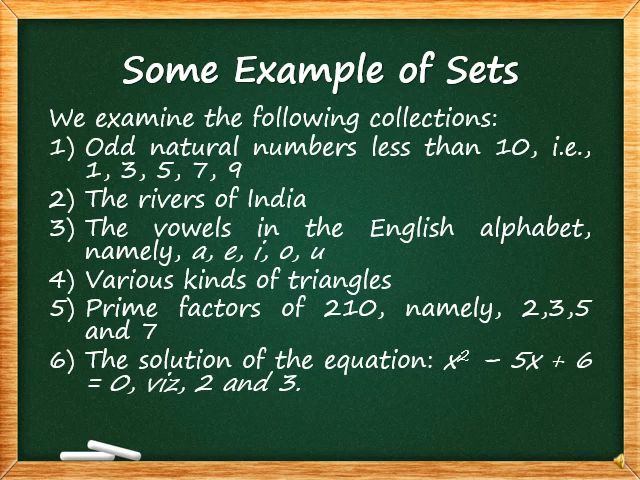 Some Example of Sets
We examine the following collections:
1) Odd natural numbers less than 10, i.e.,
1, 3, 5, 7, 9
2) The rivers of India
3) The vowels in the English alphabet,
namely, a, e, i, o, u
4) Various kinds of triangles
5) Prime factors of 210, namely, 2,3,5
and 7
6) The solution of the equation: x² – 5x + 6
= 0, viz, 2 and 3.